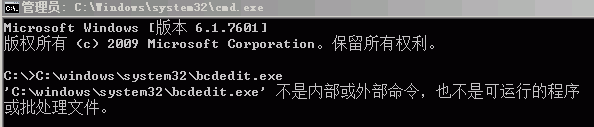 管理员: C:\Windows\system32\cmd.exe
Microsoft Windows [版本 6.1.7601]
版权所有 (c) 2009 Microsoft Corporation。保留所有权利。
C:\>C:\windows\system32\bcdedit.exe
'C:\windows\system32\bcdedit.exe' 不是内部或外部命令，也不是可运行的程序
或批处理文件。